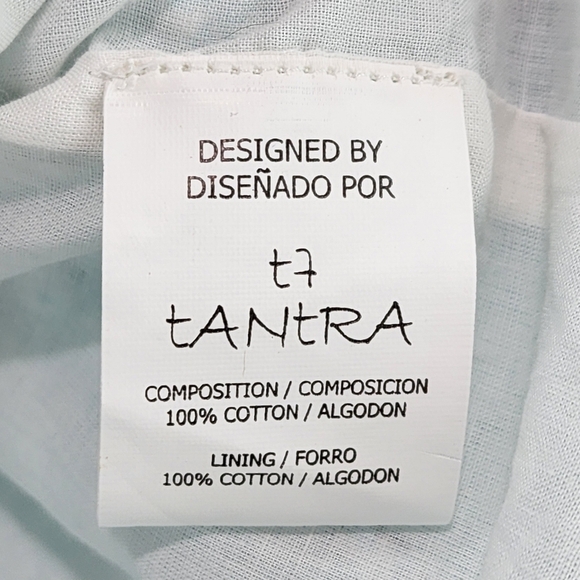 DESIGNED BY
DISEÑADO POR
t7
tANtRA
COMPOSITION / COMPOSICION
100% COTTON / ALGODON
LINING / FORRO
100% COTTON / ALGODON